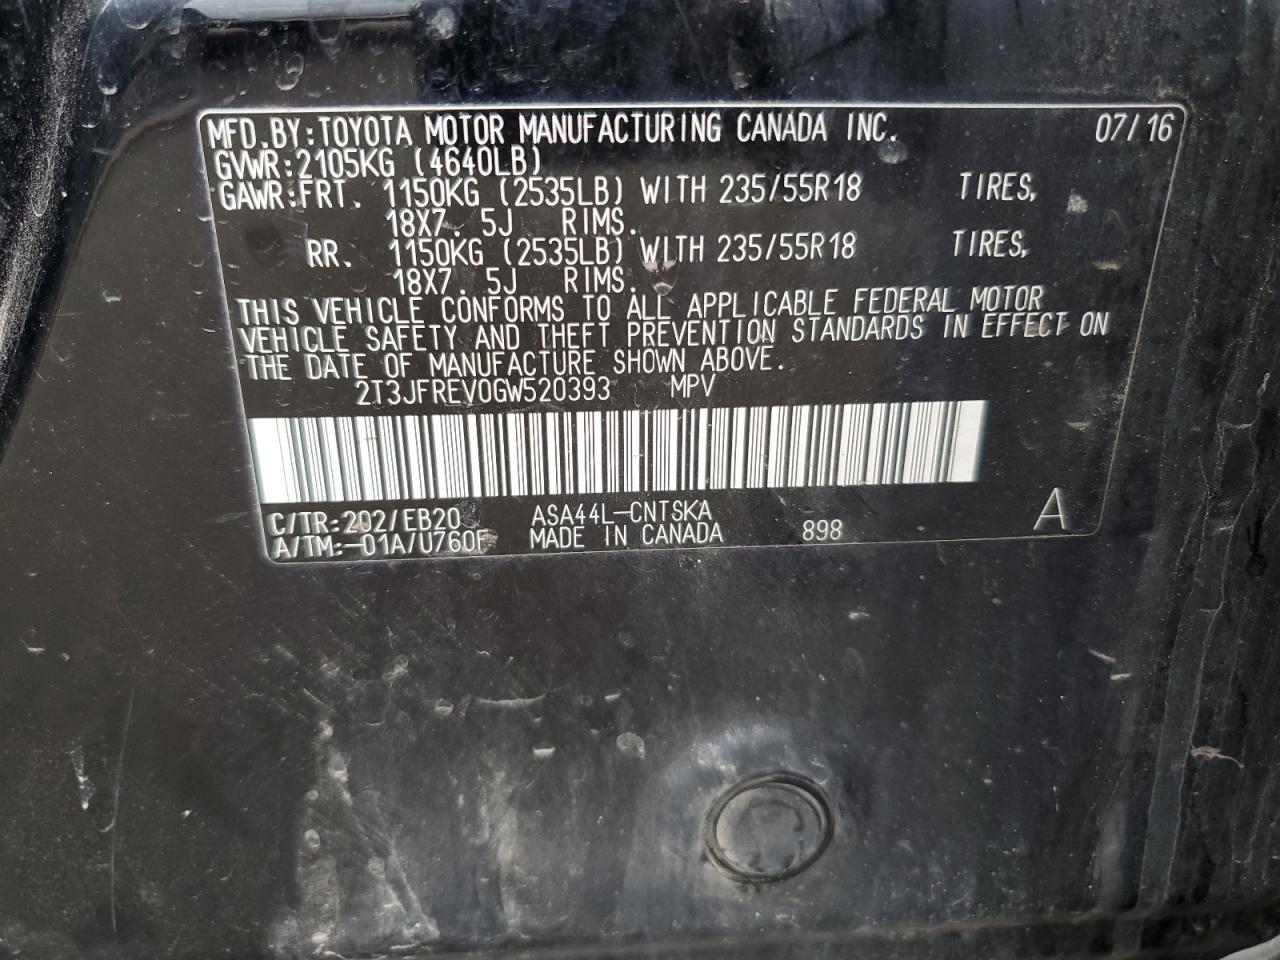 MFD.BY:TOYOTA MOTOR MANUFACTURING CANADA INC. 07/16
GVWR:2105KG (4640LB)
GAWR:FRT. 1150KG (2535LB) WITH 235/55R18 TIRES,
18X7.5J RIMS.
RR. 1150KG (2535LB) WITH 235/55R18 TIRES,
18X7.5J RIMS.
THIS VEHICLE CONFORMS TO ALL APPLICABLE FEDERAL MOTOR
VEHICLE SAFETY AND THEFT PREVENTION STANDARDS IN EFFECT ON
THE DATE OF MANUFACTURE SHOWN ABOVE.
2T3JFREV0GW520393 MPV
C/TR:202/EB20 ASA44L-CNTSKA A
A/TM:-01A/U760F MADE IN CANADA 898